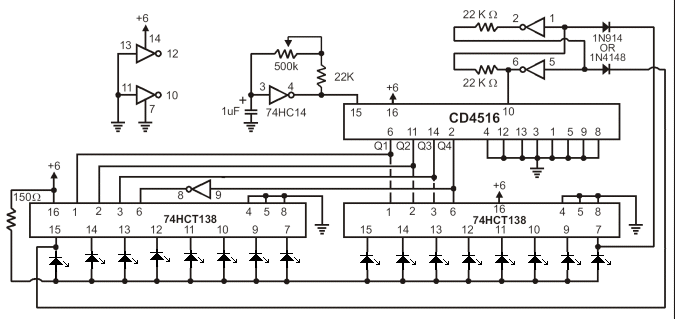 22 K Ω 2 1
+6 14 +6 1N914
13 12 OR
500k 22 K Ω 6 5 1N4148
11 10 3 4 22K +6
7 1uF + 74HC14 15 16 10
CD4516
6 11 14 2 4 12 13 3 1 5 9 8
Q1 Q2 Q3 Q4
+6
150Ω 8 9 +6
16 1 2 3 6 4 5 8 1 2 3 6 16 4 5 8
74HCT138 74HCT138
15 14 13 12 11 10 9 7 15 14 13 12 11 10 9 7